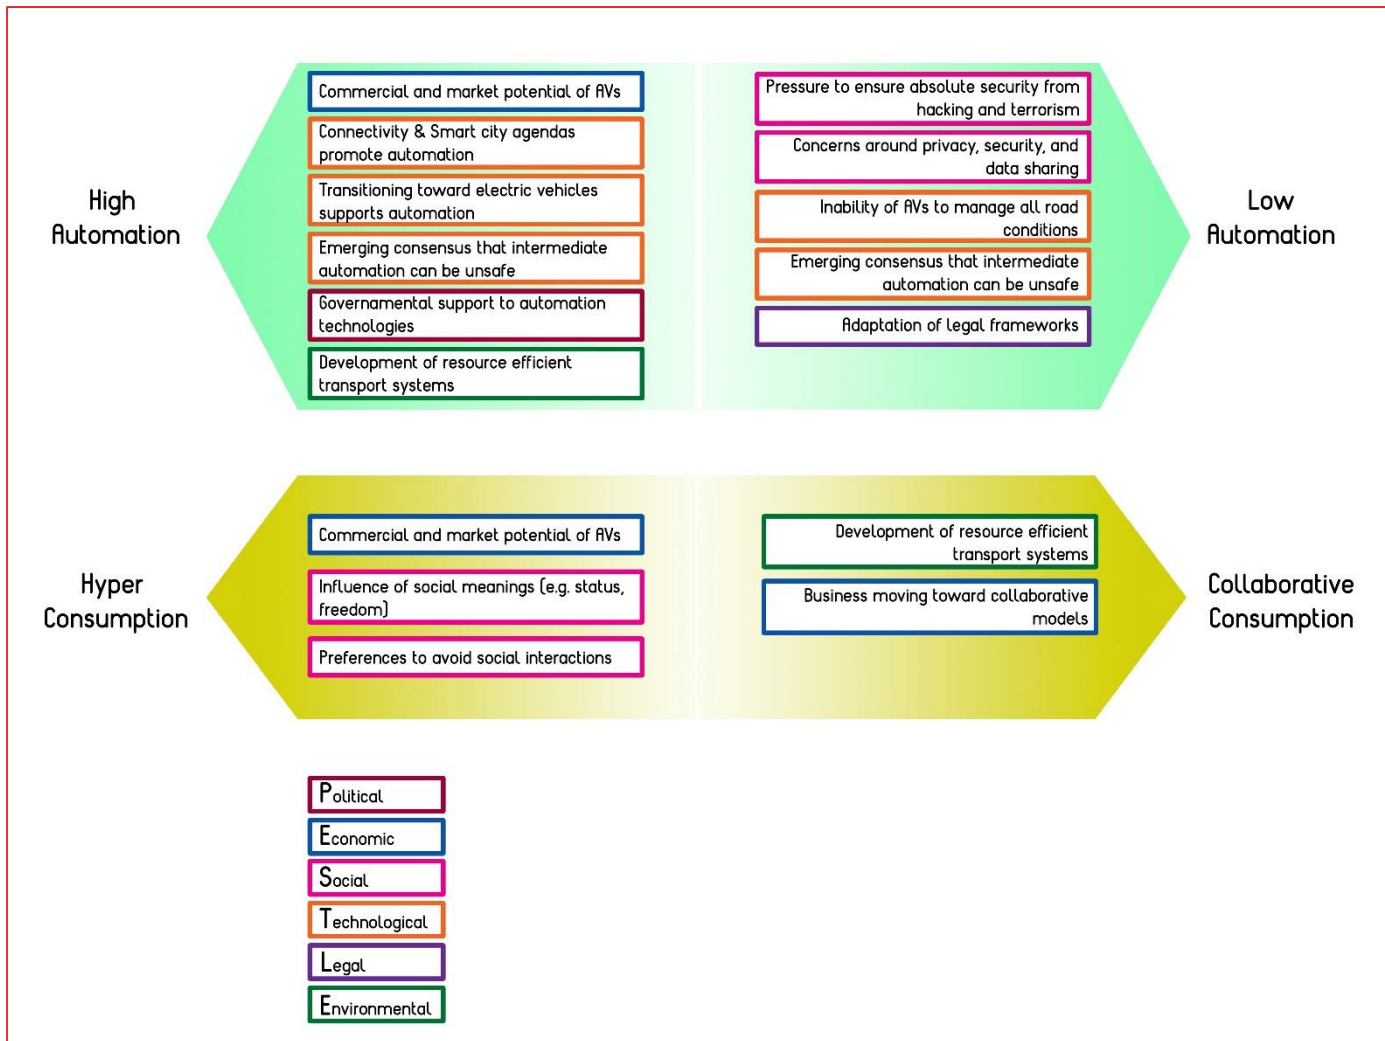 High
Automation
Commercial and market potential of AVs
Connectivity & Smart city agendas
promote automation
Transitioning toward electric vehicles
supports automation
Emerging consensus that intermediate
automation can be unsafe
Governamental support to automation
technologies
Development of resource efficient
transport systems
Pressure to ensure absolute security from
hacking and terrorism
Concerns around privacy, security, and
data sharing
Inability of AVs to manage all road
conditions
Emerging consensus that intermediate
automation can be unsafe
Adaptation of legal frameworks
Low
Automation
Hyper
Consumption
Commercial and market potential of AVs
Influence of social meanings (e.g. status,
freedom)
Preferences to avoid social interactions
Development of resource efficient
transport systems
Business moving toward collaborative
models
Collaborative
Consumption
Political
Economic
Social
Technological
Legal
Environmental